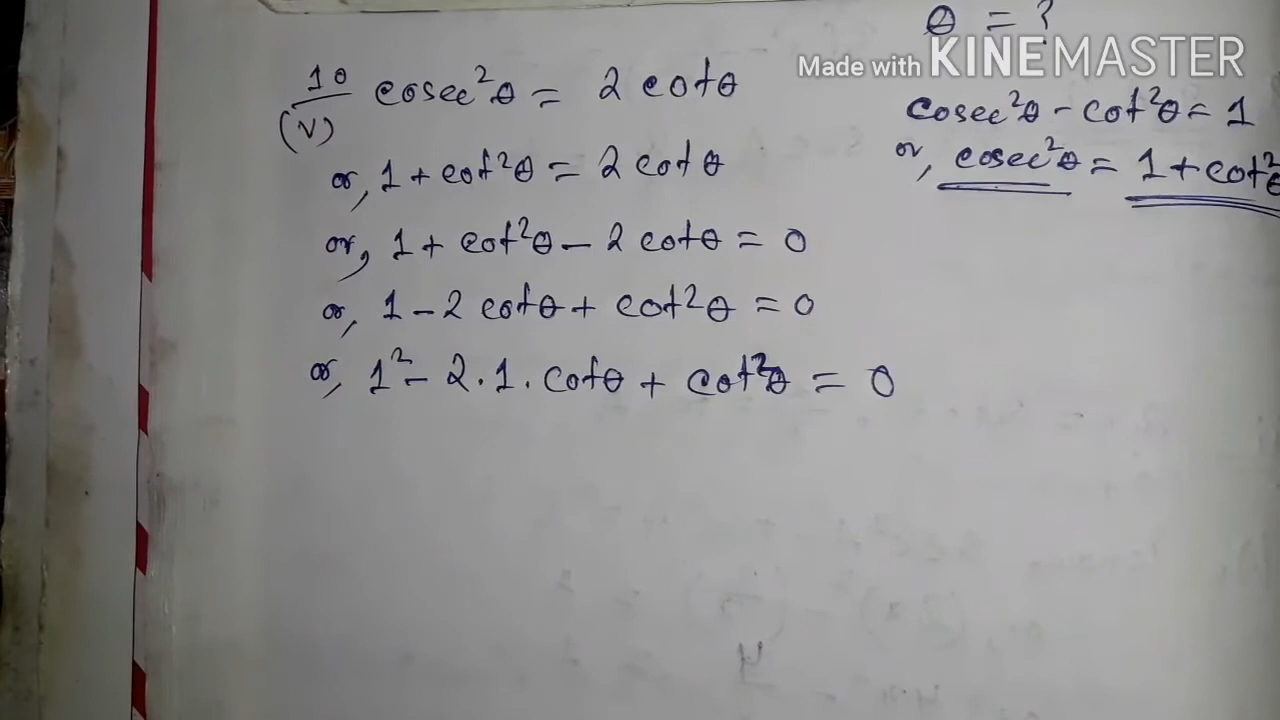 θ = ?
Made with KINEMASTER
10 cosec²θ = 2 cotθ
(v)
cosec²θ - cot²θ = 1
or, 1 + cot²θ = 2 cotθ
or, cosec²θ = 1 + cot²θ
or, 1 + cot²θ - 2 cotθ = 0
or, 1 - 2 cotθ + cot²θ = 0
or, 1² - 2.1. cotθ + cot²θ = 0